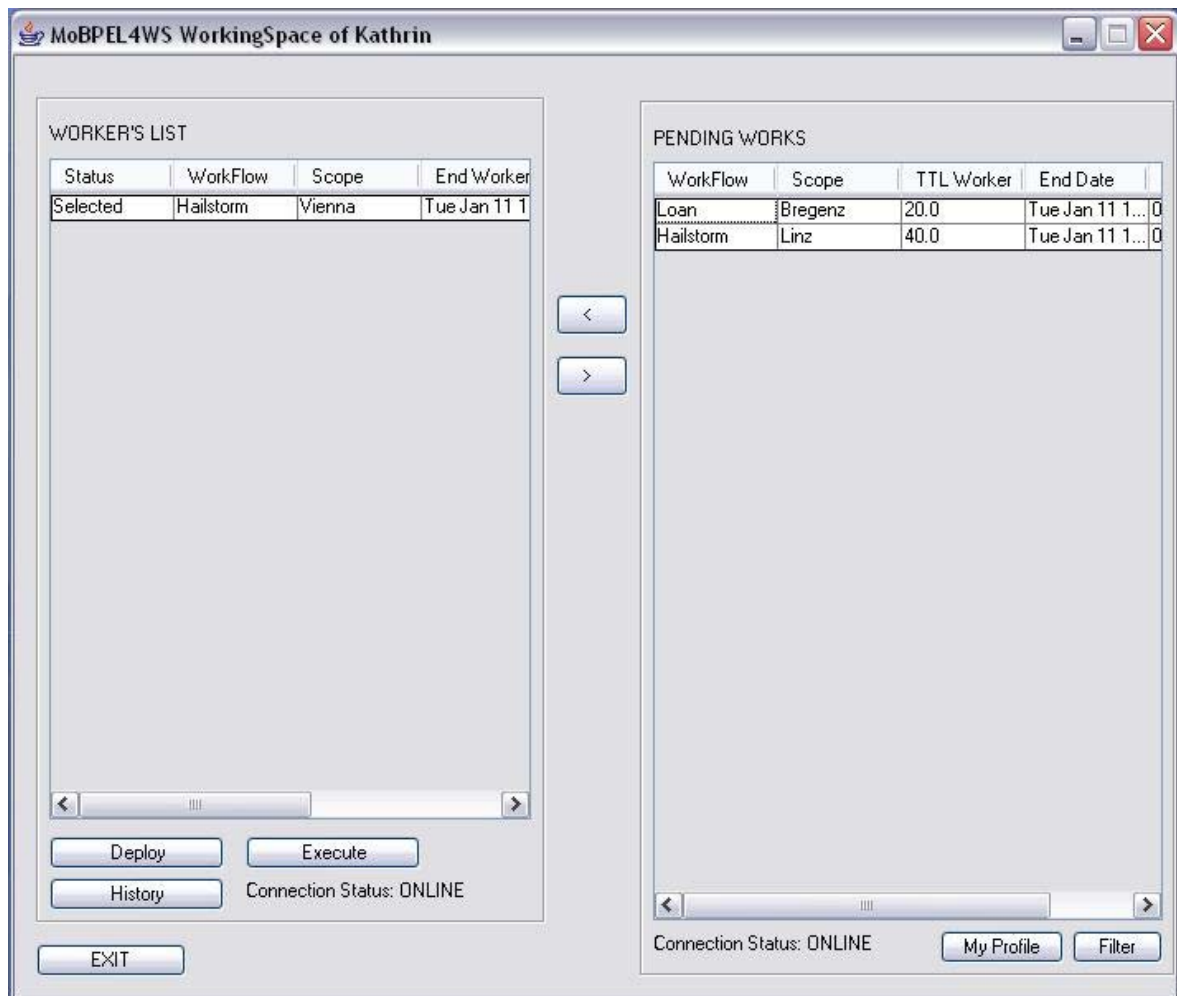 MoBPEL4WS WorkingSpace of Kathrin
WORKER'S LIST
Status WorkFlow Scope End Worker
Selected Hailstorm Vienna Tue Jan 11 1
Deploy Execute
History Connection Status: ONLINE
EXIT
<
>
PENDING WORKS
WorkFlow Scope TTL Worker End Date
Loan Bregenz 20.0 Tue Jan 11 1... 0
Hailstorm Linz 40.0 Tue Jan 11 1... 0
Connection Status: ONLINE My Profile Filter